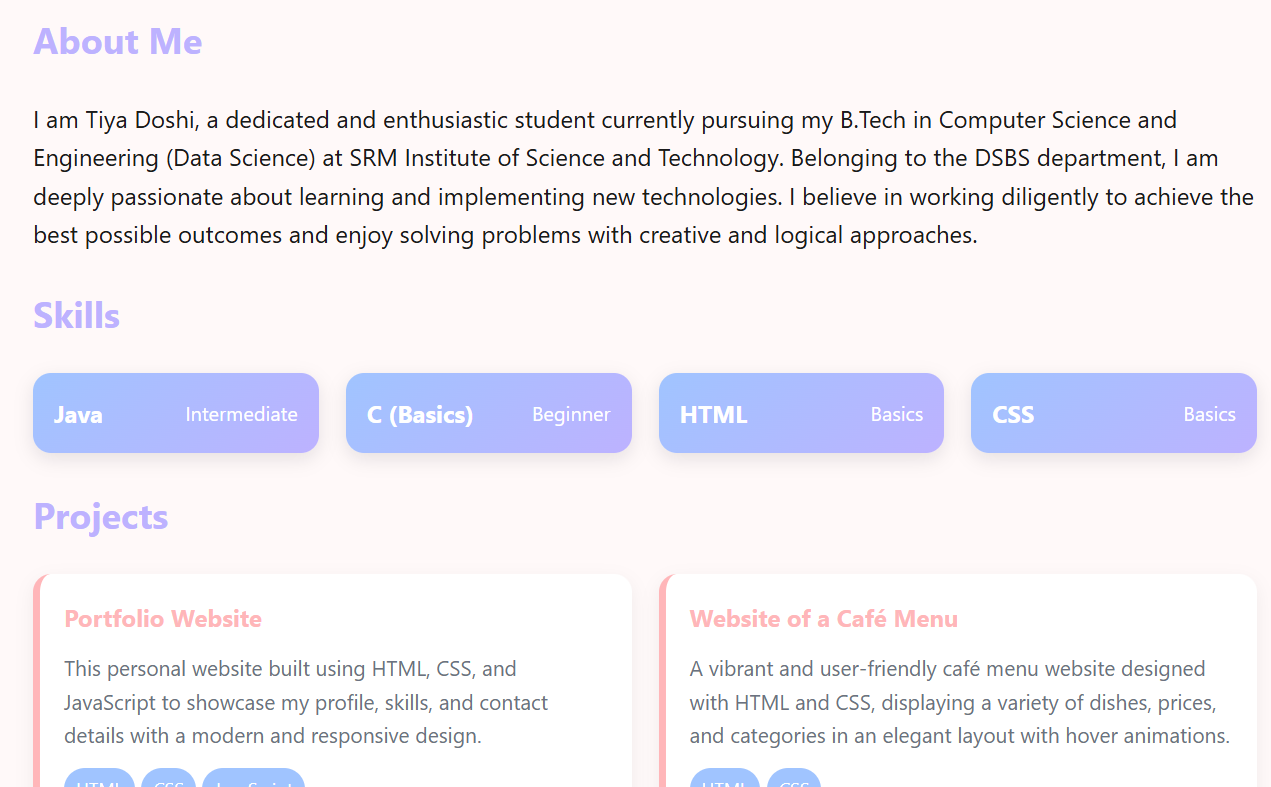 About Me
I am Tiya Doshi, a dedicated and enthusiastic student currently pursuing my B.Tech in Computer Science and
Engineering (Data Science) at SRM Institute of Science and Technology. Belonging to the DSBS department, I am
deeply passionate about learning and implementing new technologies. I believe in working diligently to achieve the
best possible outcomes and enjoy solving problems with creative and logical approaches.
Skills
Java Intermediate
C (Basics) Beginner
HTML Basics
CSS Basics
Projects
Portfolio Website
This personal website built using HTML, CSS, and
JavaScript to showcase my profile, skills, and contact
details with a modern and responsive design.
HTML CSS JavaScript
Website of a Café Menu
A vibrant and user-friendly café menu website designed
with HTML and CSS, displaying a variety of dishes, prices,
and categories in an elegant layout with hover animations.
HTML CSS